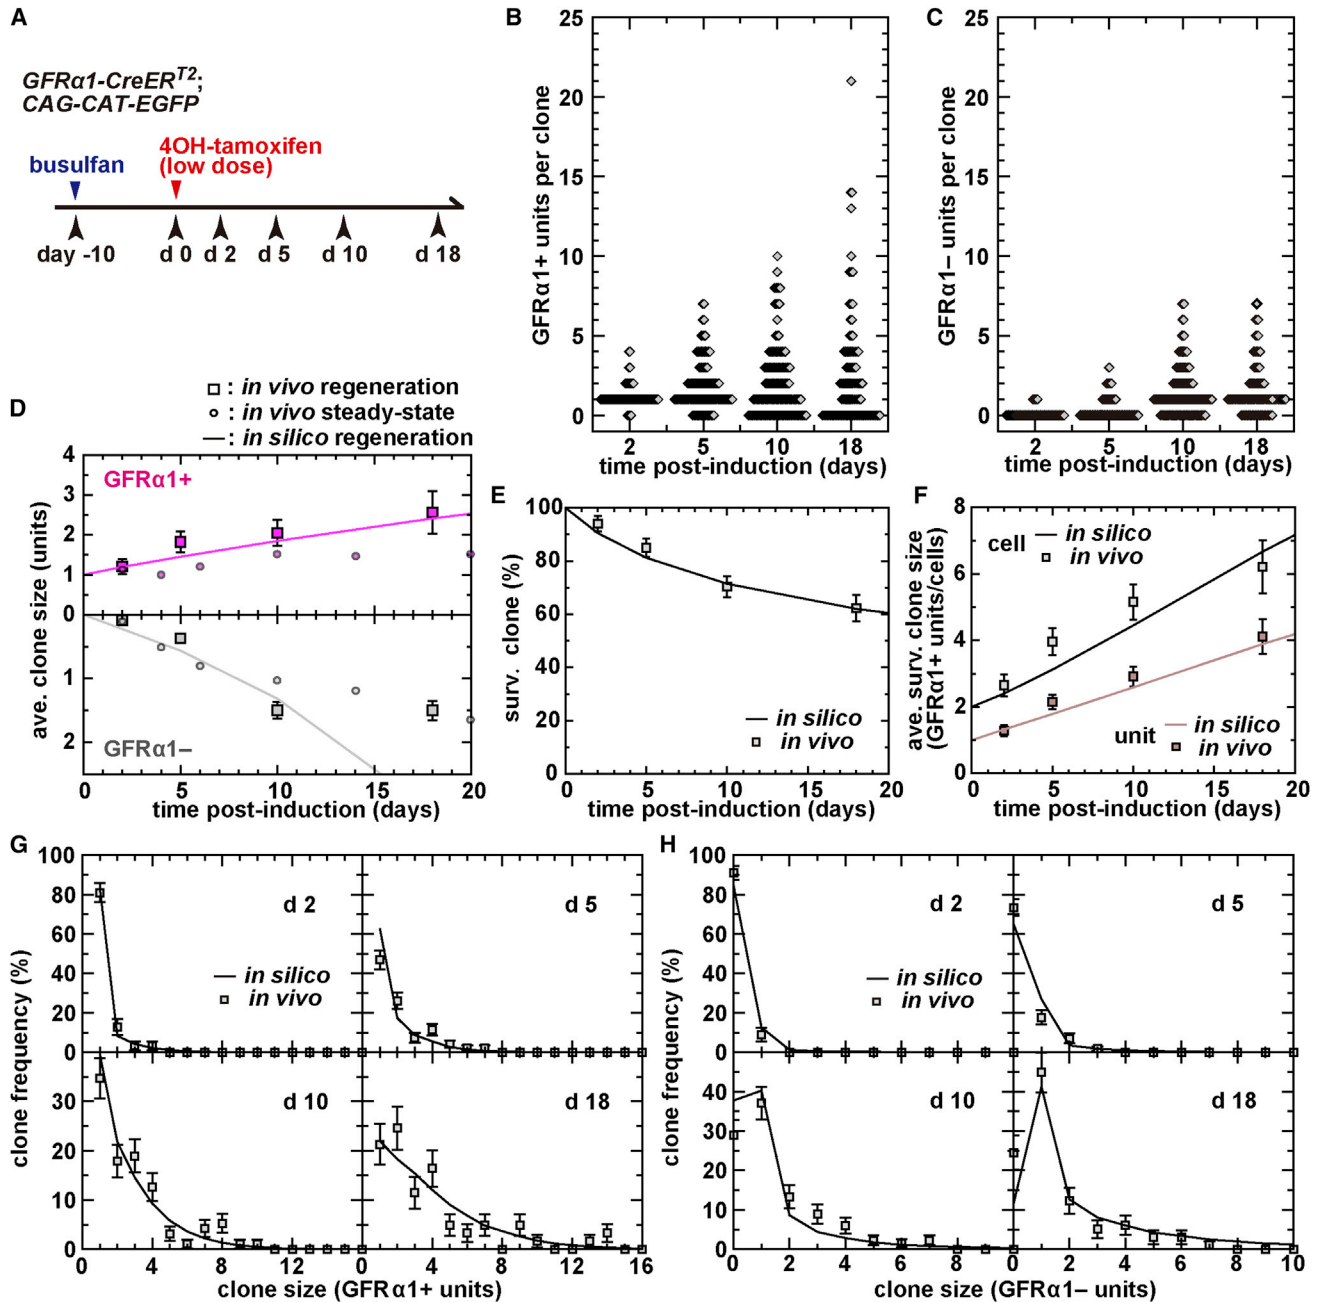 A
GFRα1-CreER^T2;
CAG-CAT-EGFP
busulfan
4OH-tamoxifen
(low dose)
day -10
d 0
d 2
d 5
d 10
d 18
B
GFRα1+ units per clone
25
20
15
10
5
0
2 5 10 18
time post-induction (days)
C
GFRα1– units per clone
25
20
15
10
5
0
2 5 10 18
time post-induction (days)
: in vivo regeneration
: in vivo steady-state
: in silico regeneration
D
ave. clone size (units)
4
3
2
1
0
1
2
GFRα1+
GFRα1–
0 5 10 15 20
time post-induction (days)
E
surv. clone (%)
100
80
60
40
20
0
in silico
in vivo
0 5 10 15 20
time post-induction (days)
F
ave. surv. clone size
(GFRα1+ units/cells)
8
6
4
2
0
cell
in silico
in vivo
unit
in silico
in vivo
0 5 10 15 20
time post-induction (days)
G
clone frequency (%)
100
80
60
40
20
0
d 2
in silico
in vivo
d 5
clone frequency (%)
30
20
10
0
d 10
d 18
0 4 8 12 0 4 8 12 16
clone size (GFRα1+ units)
H
clone frequency (%)
100
80
60
40
20
0
d 2
in silico
in vivo
d 5
40
30
20
10
0
d 10
d 18
0 2 4 6 8 0 2 4 6 8 10
clone size (GFRα1– units)